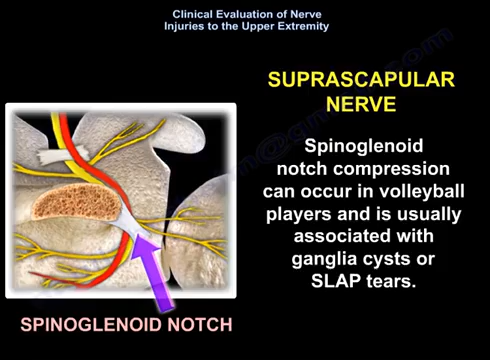 Clinical Evaluation of Nerve
Injuries to the Upper Extremity
SUPRASCAPULAR
NERVE
Spinoglenoid
notch compression
can occur in volleyball
players and is usually
associated with
ganglia cysts or
SLAP tears.
SPINOGLENOID NOTCH